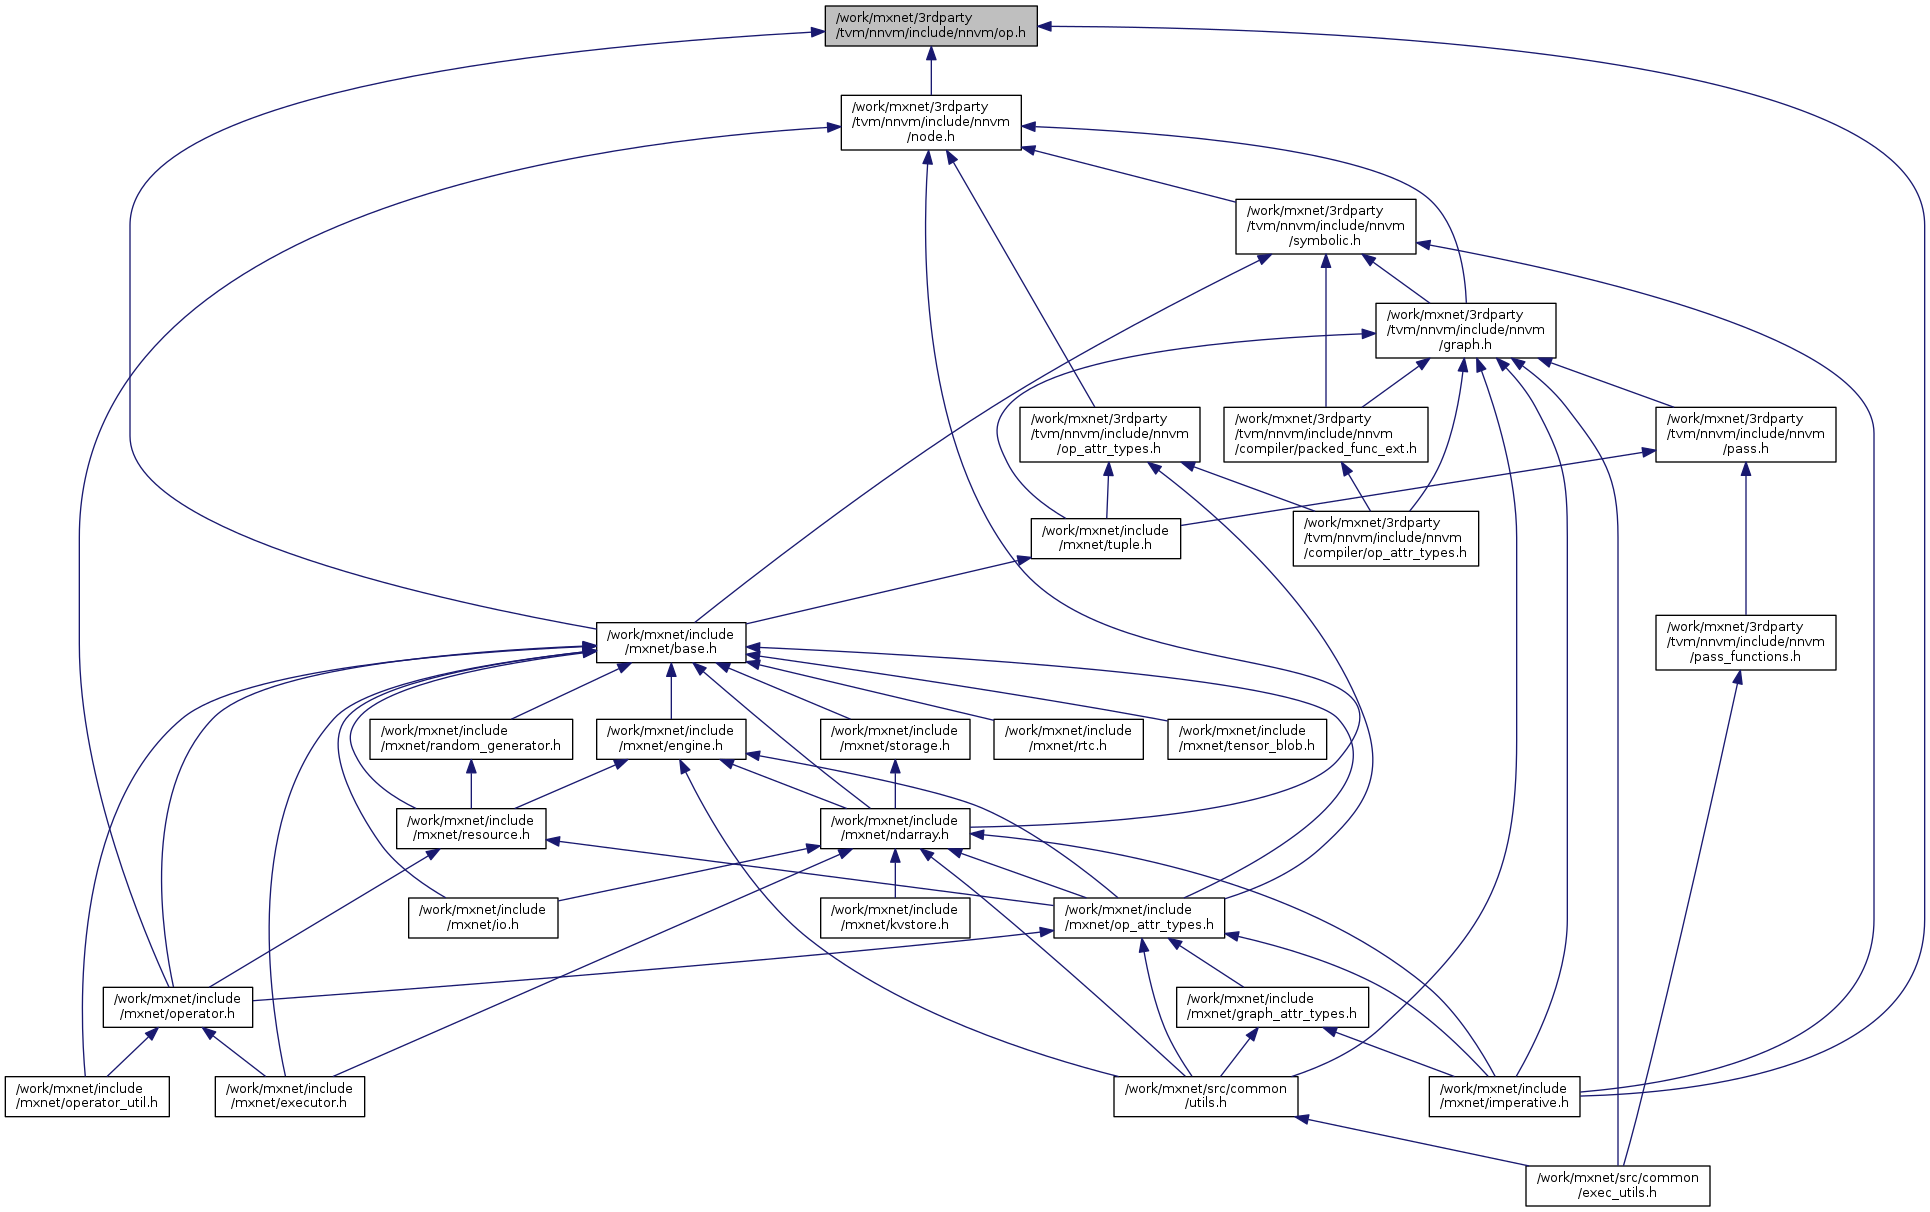 /work/mxnet/3rdparty
/tvm/nnvm/include/nnvm/op.h
/work/mxnet/3rdparty
/tvm/nnvm/include/nnvm
/node.h
/work/mxnet/3rdparty
/tvm/nnvm/include/nnvm
/symbolic.h
/work/mxnet/3rdparty
/tvm/nnvm/include/nnvm
/graph.h
/work/mxnet/3rdparty
/tvm/nnvm/include/nnvm
/op_attr_types.h
/work/mxnet/3rdparty
/tvm/nnvm/include/nnvm
/compiler/packed_func_ext.h
/work/mxnet/3rdparty
/tvm/nnvm/include/nnvm
/pass.h
/work/mxnet/include
/mxnet/tuple.h
/work/mxnet/3rdparty
/tvm/nnvm/include/nnvm
/compiler/op_attr_types.h
/work/mxnet/include
/mxnet/base.h
/work/mxnet/3rdparty
/tvm/nnvm/include/nnvm
/pass_functions.h
/work/mxnet/include
/mxnet/random_generator.h
/work/mxnet/include
/mxnet/engine.h
/work/mxnet/include
/mxnet/storage.h
/work/mxnet/include
/mxnet/rtc.h
/work/mxnet/include
/mxnet/tensor_blob.h
/work/mxnet/include
/mxnet/resource.h
/work/mxnet/include
/mxnet/ndarray.h
/work/mxnet/include
/mxnet/io.h
/work/mxnet/include
/mxnet/kvstore.h
/work/mxnet/include
/mxnet/op_attr_types.h
/work/mxnet/include
/mxnet/operator.h
/work/mxnet/include
/mxnet/graph_attr_types.h
/work/mxnet/include
/mxnet/operator_util.h
/work/mxnet/include
/mxnet/executor.h
/work/mxnet/src/common
/utils.h
/work/mxnet/include
/mxnet/imperative.h
/work/mxnet/src/common
/exec_utils.h